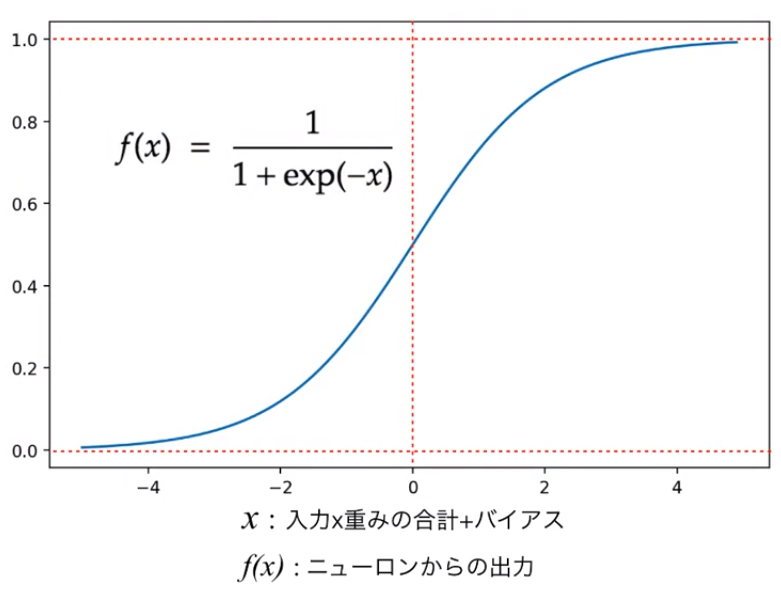 1.0
0.8
f(x) = 1 / (1 + exp(−x))
0.6
0.4
0.2
0.0
−4 −2 0 2 4
x : 入力x重みの合計+バイアス
f(x) : ニューロンからの出力